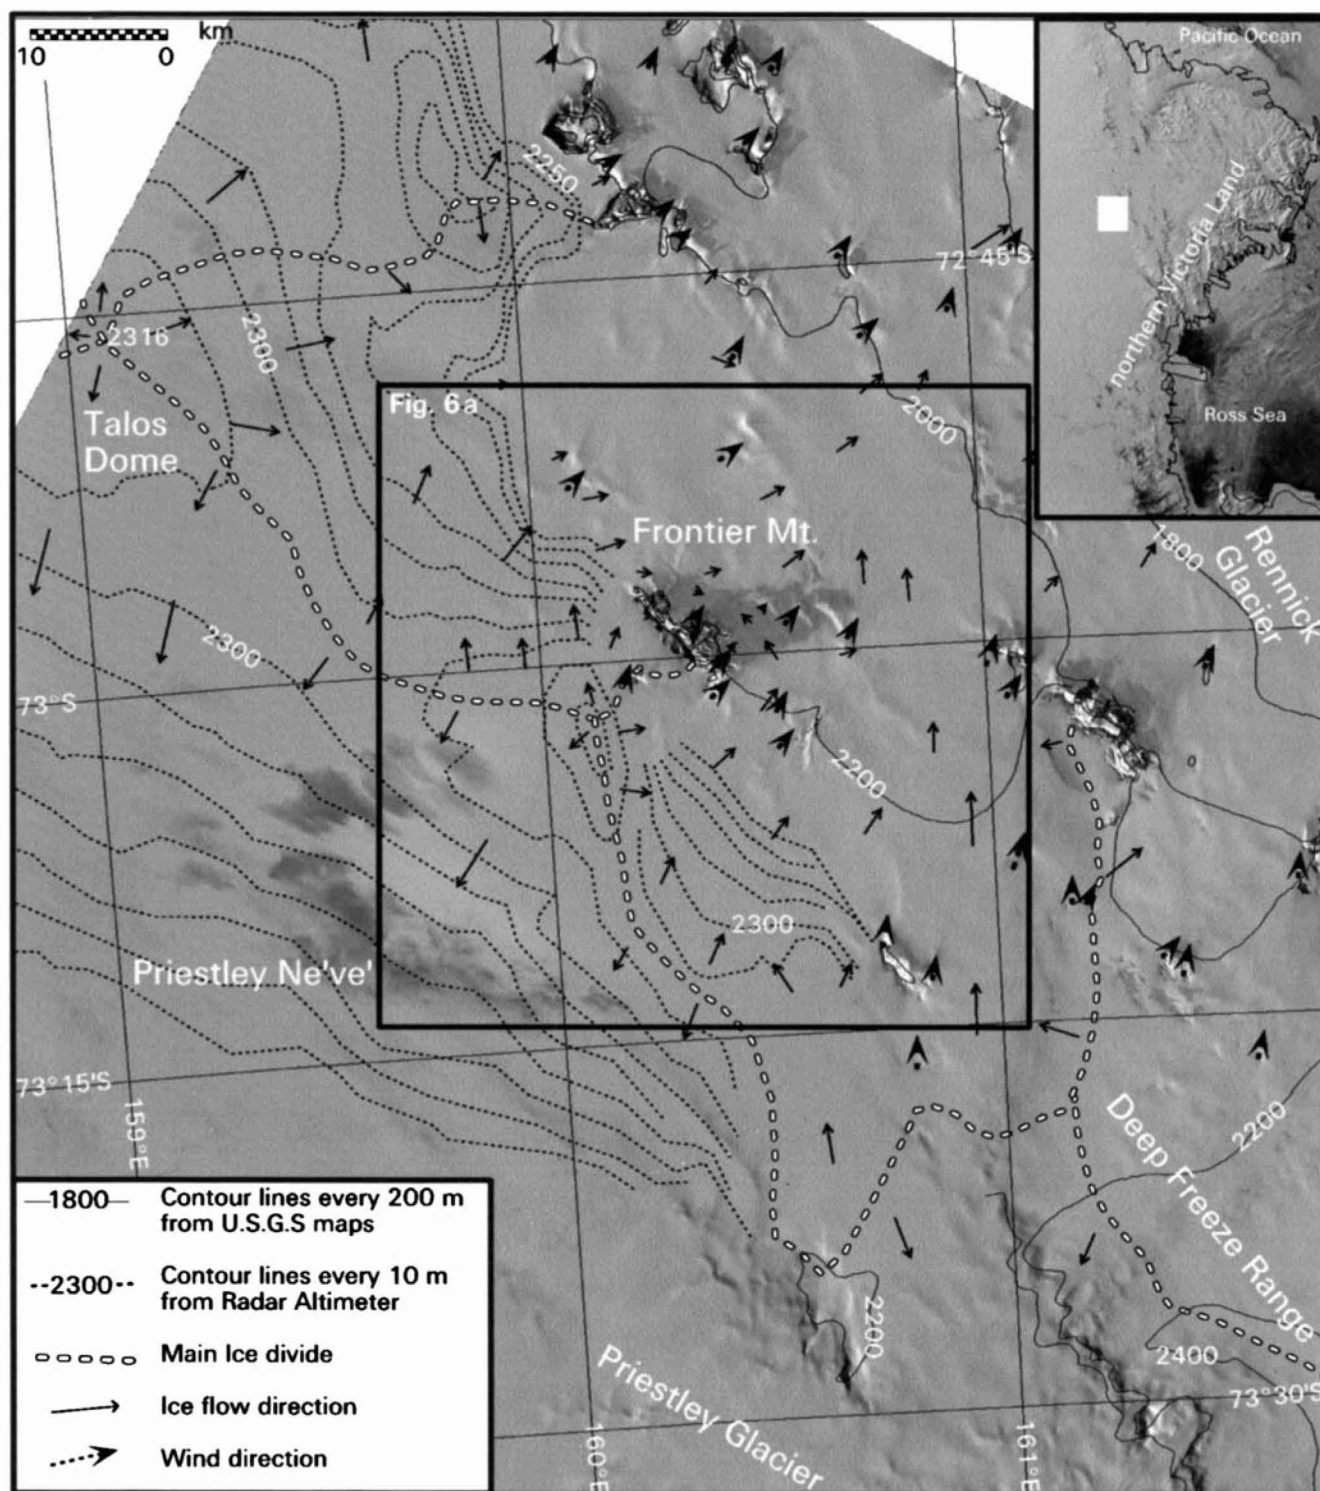 km
10 0
Pacific Ocean
northern Victoria Land
Ross Sea
2250
72°45'S
2316
2300
Talos
Dome
Fig. 6a
2000
Frontier Mt.
1800
Rennick
Glacier
2300
73°S
2200
2300
Priestley Ne've'
73°15'S
159°E
Deep Freeze Range
2200
2200
2400
73°30'S
Priestley Glacier
160°E
161°E
1800 Contour lines every 200 m
from U.S.G.S maps
2300 Contour lines every 10 m
from Radar Altimeter
Main Ice divide
Ice flow direction
Wind direction